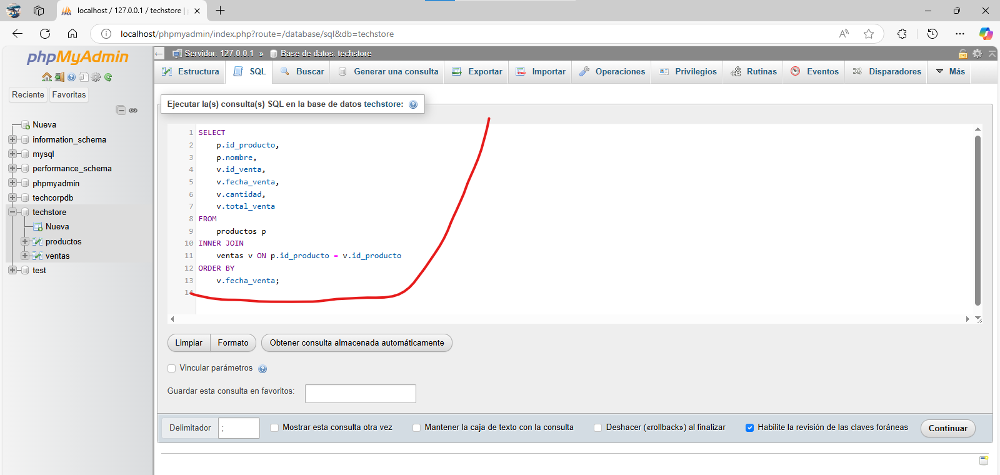 localhost / 127.0.0.1 / techstore |
localhost/phpmyadmin/index.php?route=/database/sql&db=techstore
phpMyAdmin
Reciente
Favoritas
Nueva
information_schema
mysql
performance_schema
phpmyadmin
techcorpdb
techstore
Nueva
productos
ventas
test
Servidor: 127.0.0.1 » Base de datos: techstore
Estructura
SQL
Buscar
Generar una consulta
Exportar
Importar
Operaciones
Privilegios
Rutinas
Eventos
Disparadores
Más
Ejecutar la(s) consulta(s) SQL en la base de datos techstore:
1 SELECT
2 p.id_producto,
3 p.nombre,
4 v.id_venta,
5 v.fecha_venta,
6 v.cantidad,
7 v.total_venta
8 FROM
9 productos p
10 INNER JOIN
11 ventas v ON p.id_producto = v.id_producto
12 ORDER BY
13 v.fecha_venta;
14
Limpiar
Formato
Obtener consulta almacenada automáticamente
Vincular parámetros
Guardar esta consulta en favoritos:
Delimitador ;
Mostrar esta consulta otra vez
Mantener la caja de texto con la consulta
Deshacer («rollback») al finalizar
Habilite la revisión de las claves foráneas
Continuar